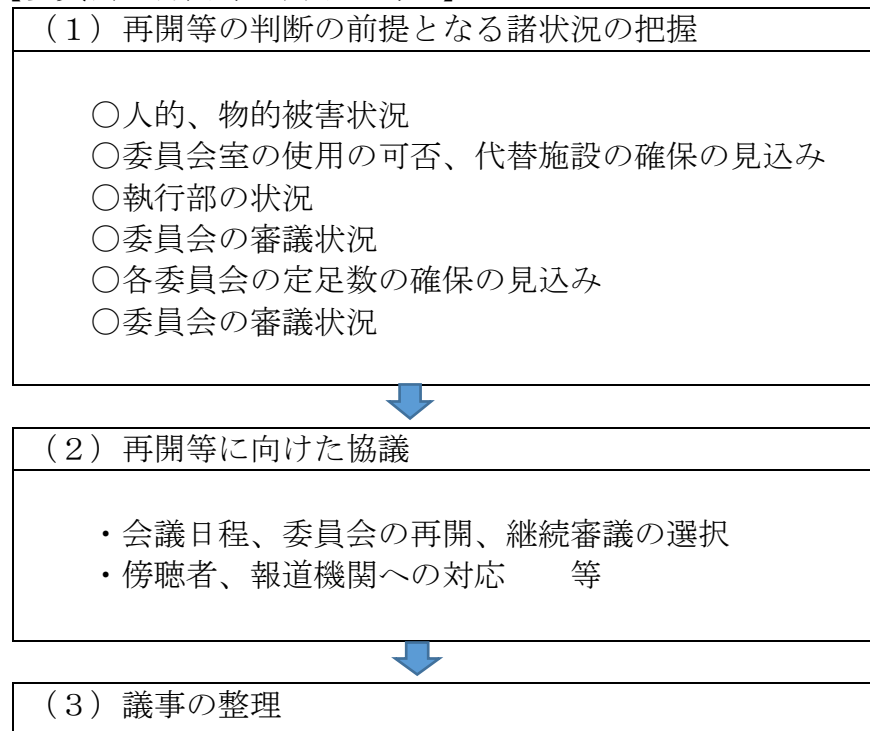 （１）再開等の判断の前提となる諸状況の把握
○人的、物的被害状況
○委員会室の使用の可否、代替施設の確保の見込み
○執行部の状況
○委員会の審議状況
○各委員会の定足数の確保の見込み
○委員会の審議状況
（２）再開等に向けた協議
・会議日程、委員会の再開、継続審議の選択
・傍聴者、報道機関への対応　　等
（３）議事の整理